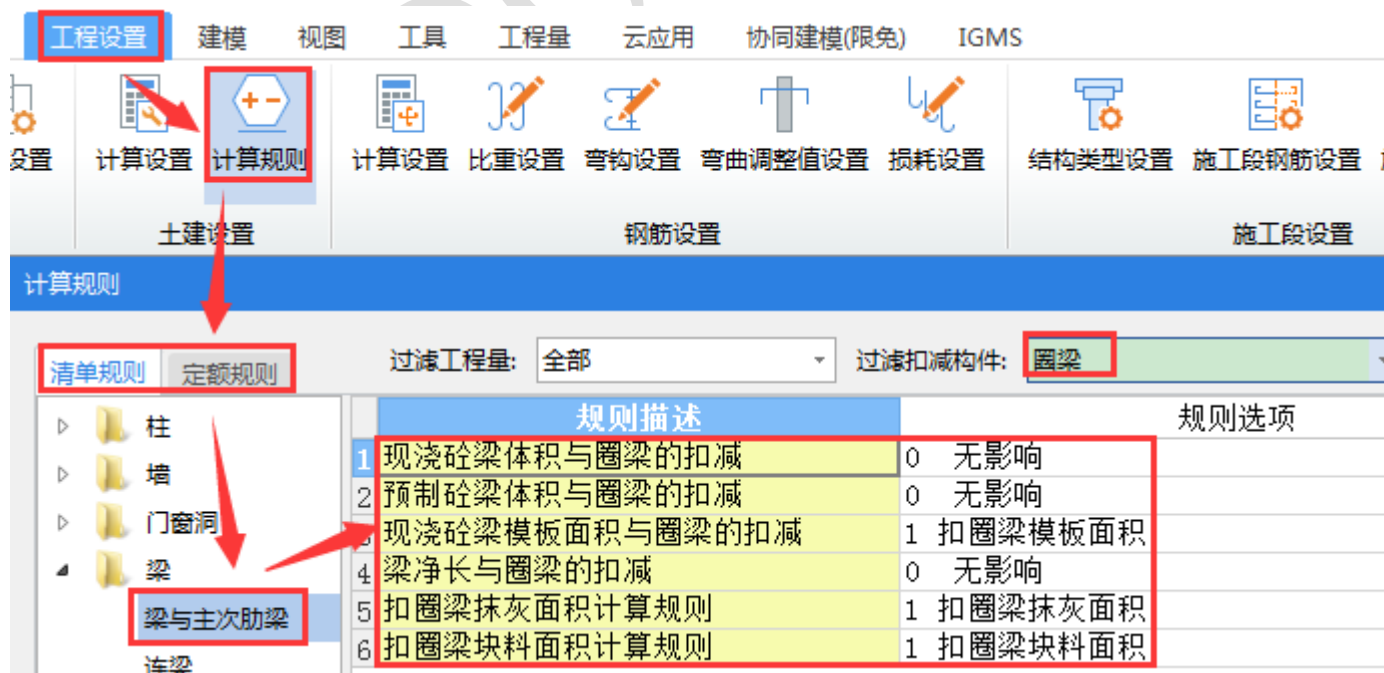 工程设置 建模 视图 工具 工程量 云应用 协同建模(限免) IGMS
设置 计算设置 计算规则 计算设置 比重设置 弯钩设置 弯曲调整值设置 损耗设置 结构类型设置 施工段钢筋设置
土建设置 钢筋设置 施工段设置
计算规则
清单规则 定额规则 过滤工程量: 全部 过滤扣减构件: 圈梁
规则描述 规则选项
柱
墙
门窗洞
梁
梁与主次肋梁
连梁
1 现浇砼梁体积与圈梁的扣减 0 无影响
2 预制砼梁体积与圈梁的扣减 0 无影响
现浇砼梁模板面积与圈梁的扣减 1 扣圈梁模板面积
4 梁净长与圈梁的扣减 0 无影响
5 扣圈梁抹灰面积计算规则 1 扣圈梁抹灰面积
6 扣圈梁块料面积计算规则 1 扣圈梁块料面积